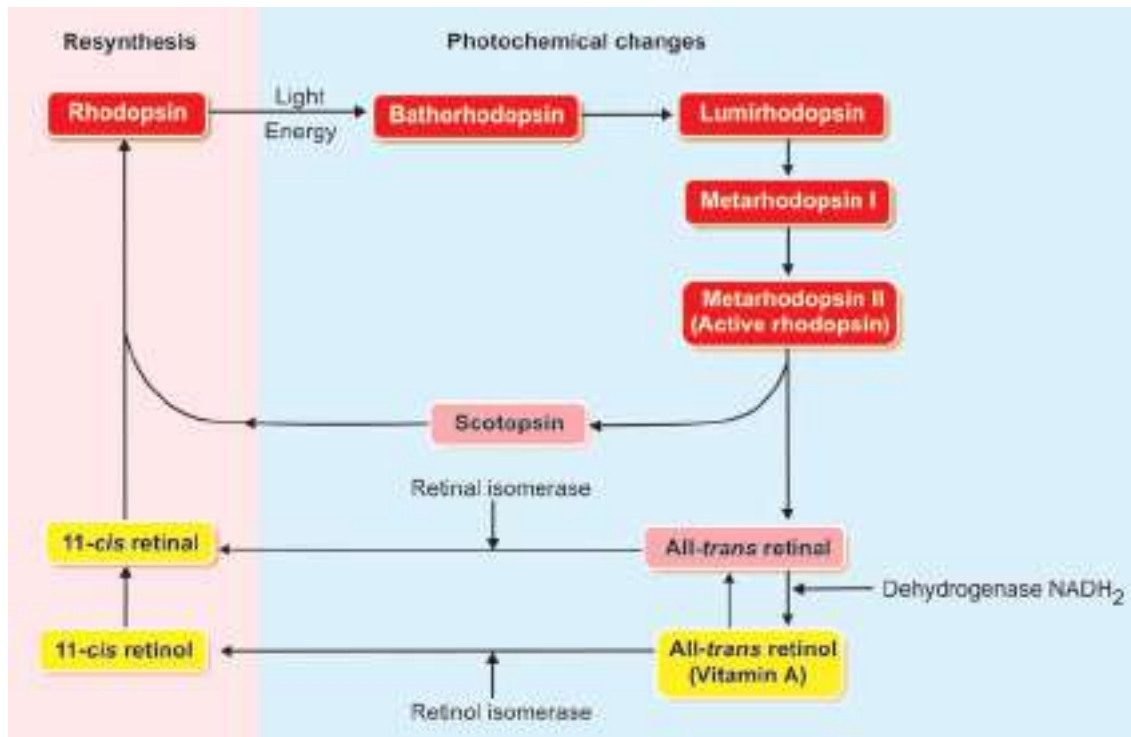 Resynthesis
Photochemical changes
Rhodopsin
Light
Energy
Bathorhodopsin
Lumirhodopsin
Metarhodopsin I
Metarhodopsin II
(Active rhodopsin)
Scotopsin
Retinal isomerase
11-cis retinal
All-trans retinal
Dehydrogenase NADH₂
11-cis retinol
All-trans retinol
(Vitamin A)
Retinol isomerase